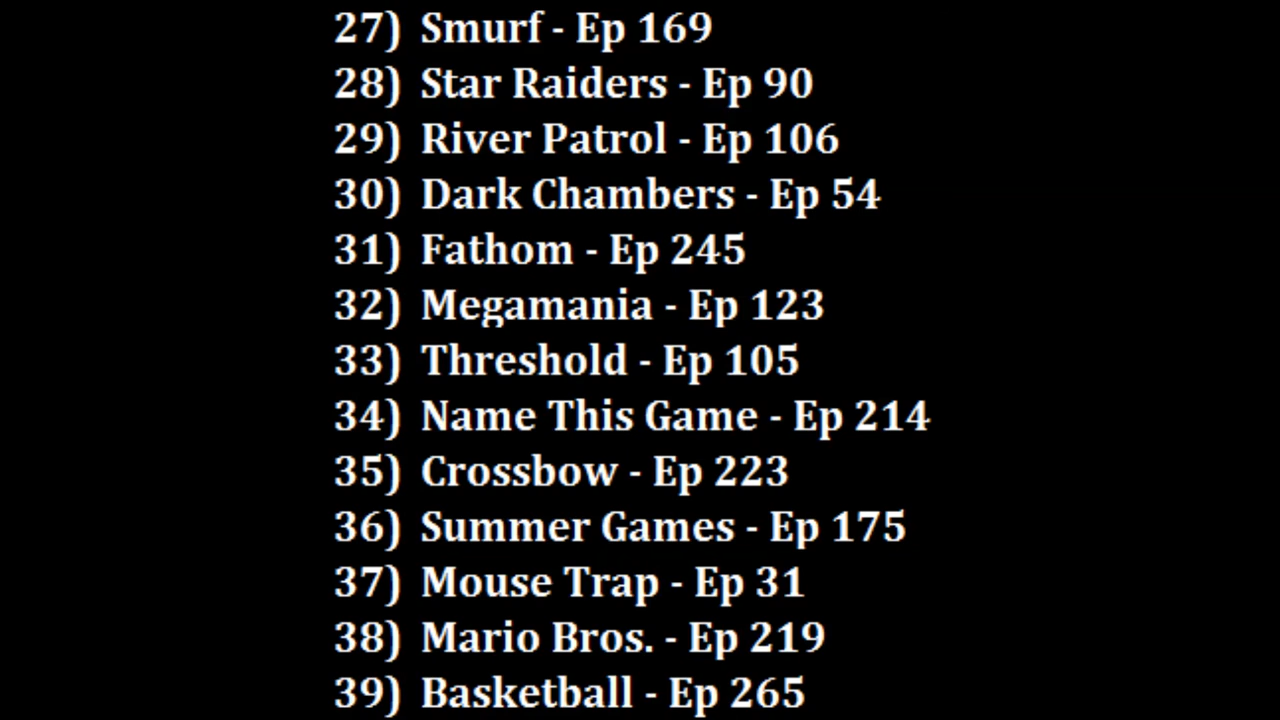 27) Smurf - Ep 169
28) Star Raiders - Ep 90
29) River Patrol - Ep 106
30) Dark Chambers - Ep 54
31) Fathom - Ep 245
32) Megamania - Ep 123
33) Threshold - Ep 105
34) Name This Game - Ep 214
35) Crossbow - Ep 223
36) Summer Games - Ep 175
37) Mouse Trap - Ep 31
38) Mario Bros. - Ep 219
39) Basketball - Ep 265